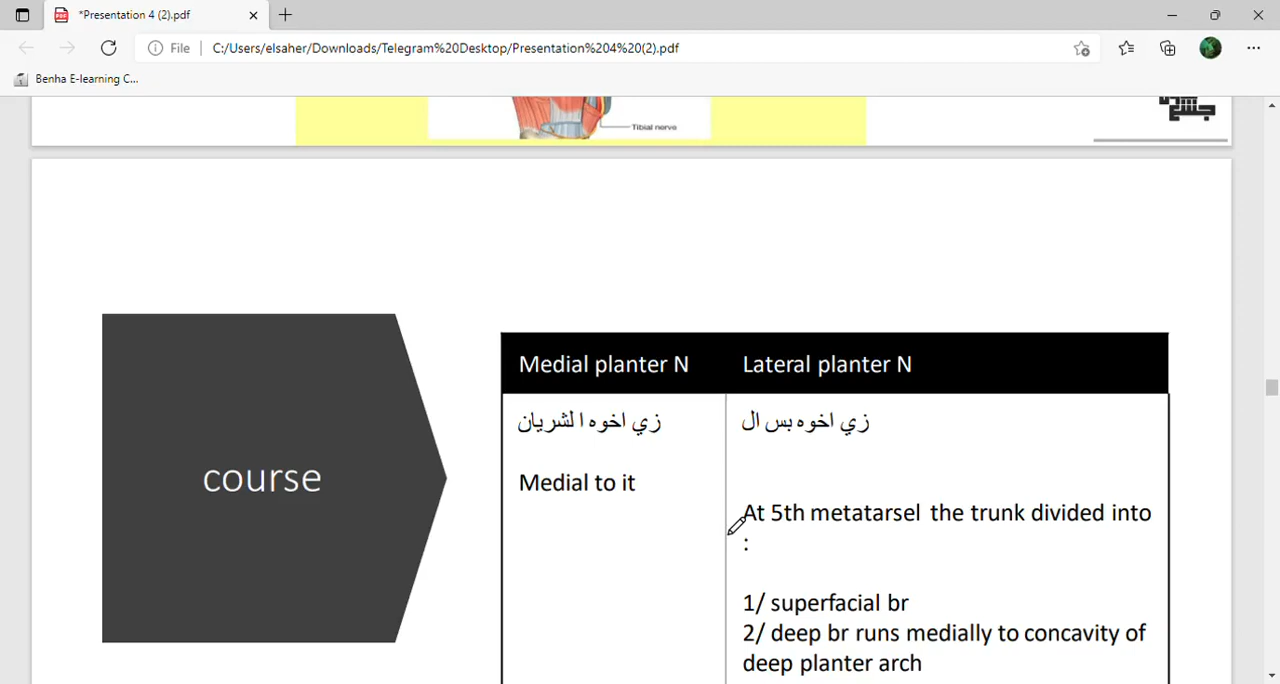 *Presentation 4 (2).pdf
File
C:/Users/elsaher/Downloads/Telegram%20Desktop/Presentation%204%20(2).pdf
Benha E-learning C...
Tibial nerve
course
Medial planter N
Lateral planter N
زي اخوه ا لشريان
زي اخوه بس ال
Medial to it
At 5th metatarsel the trunk divided into
:
1/ superfacial br
2/ deep br runs medially to concavity of
deep planter arch